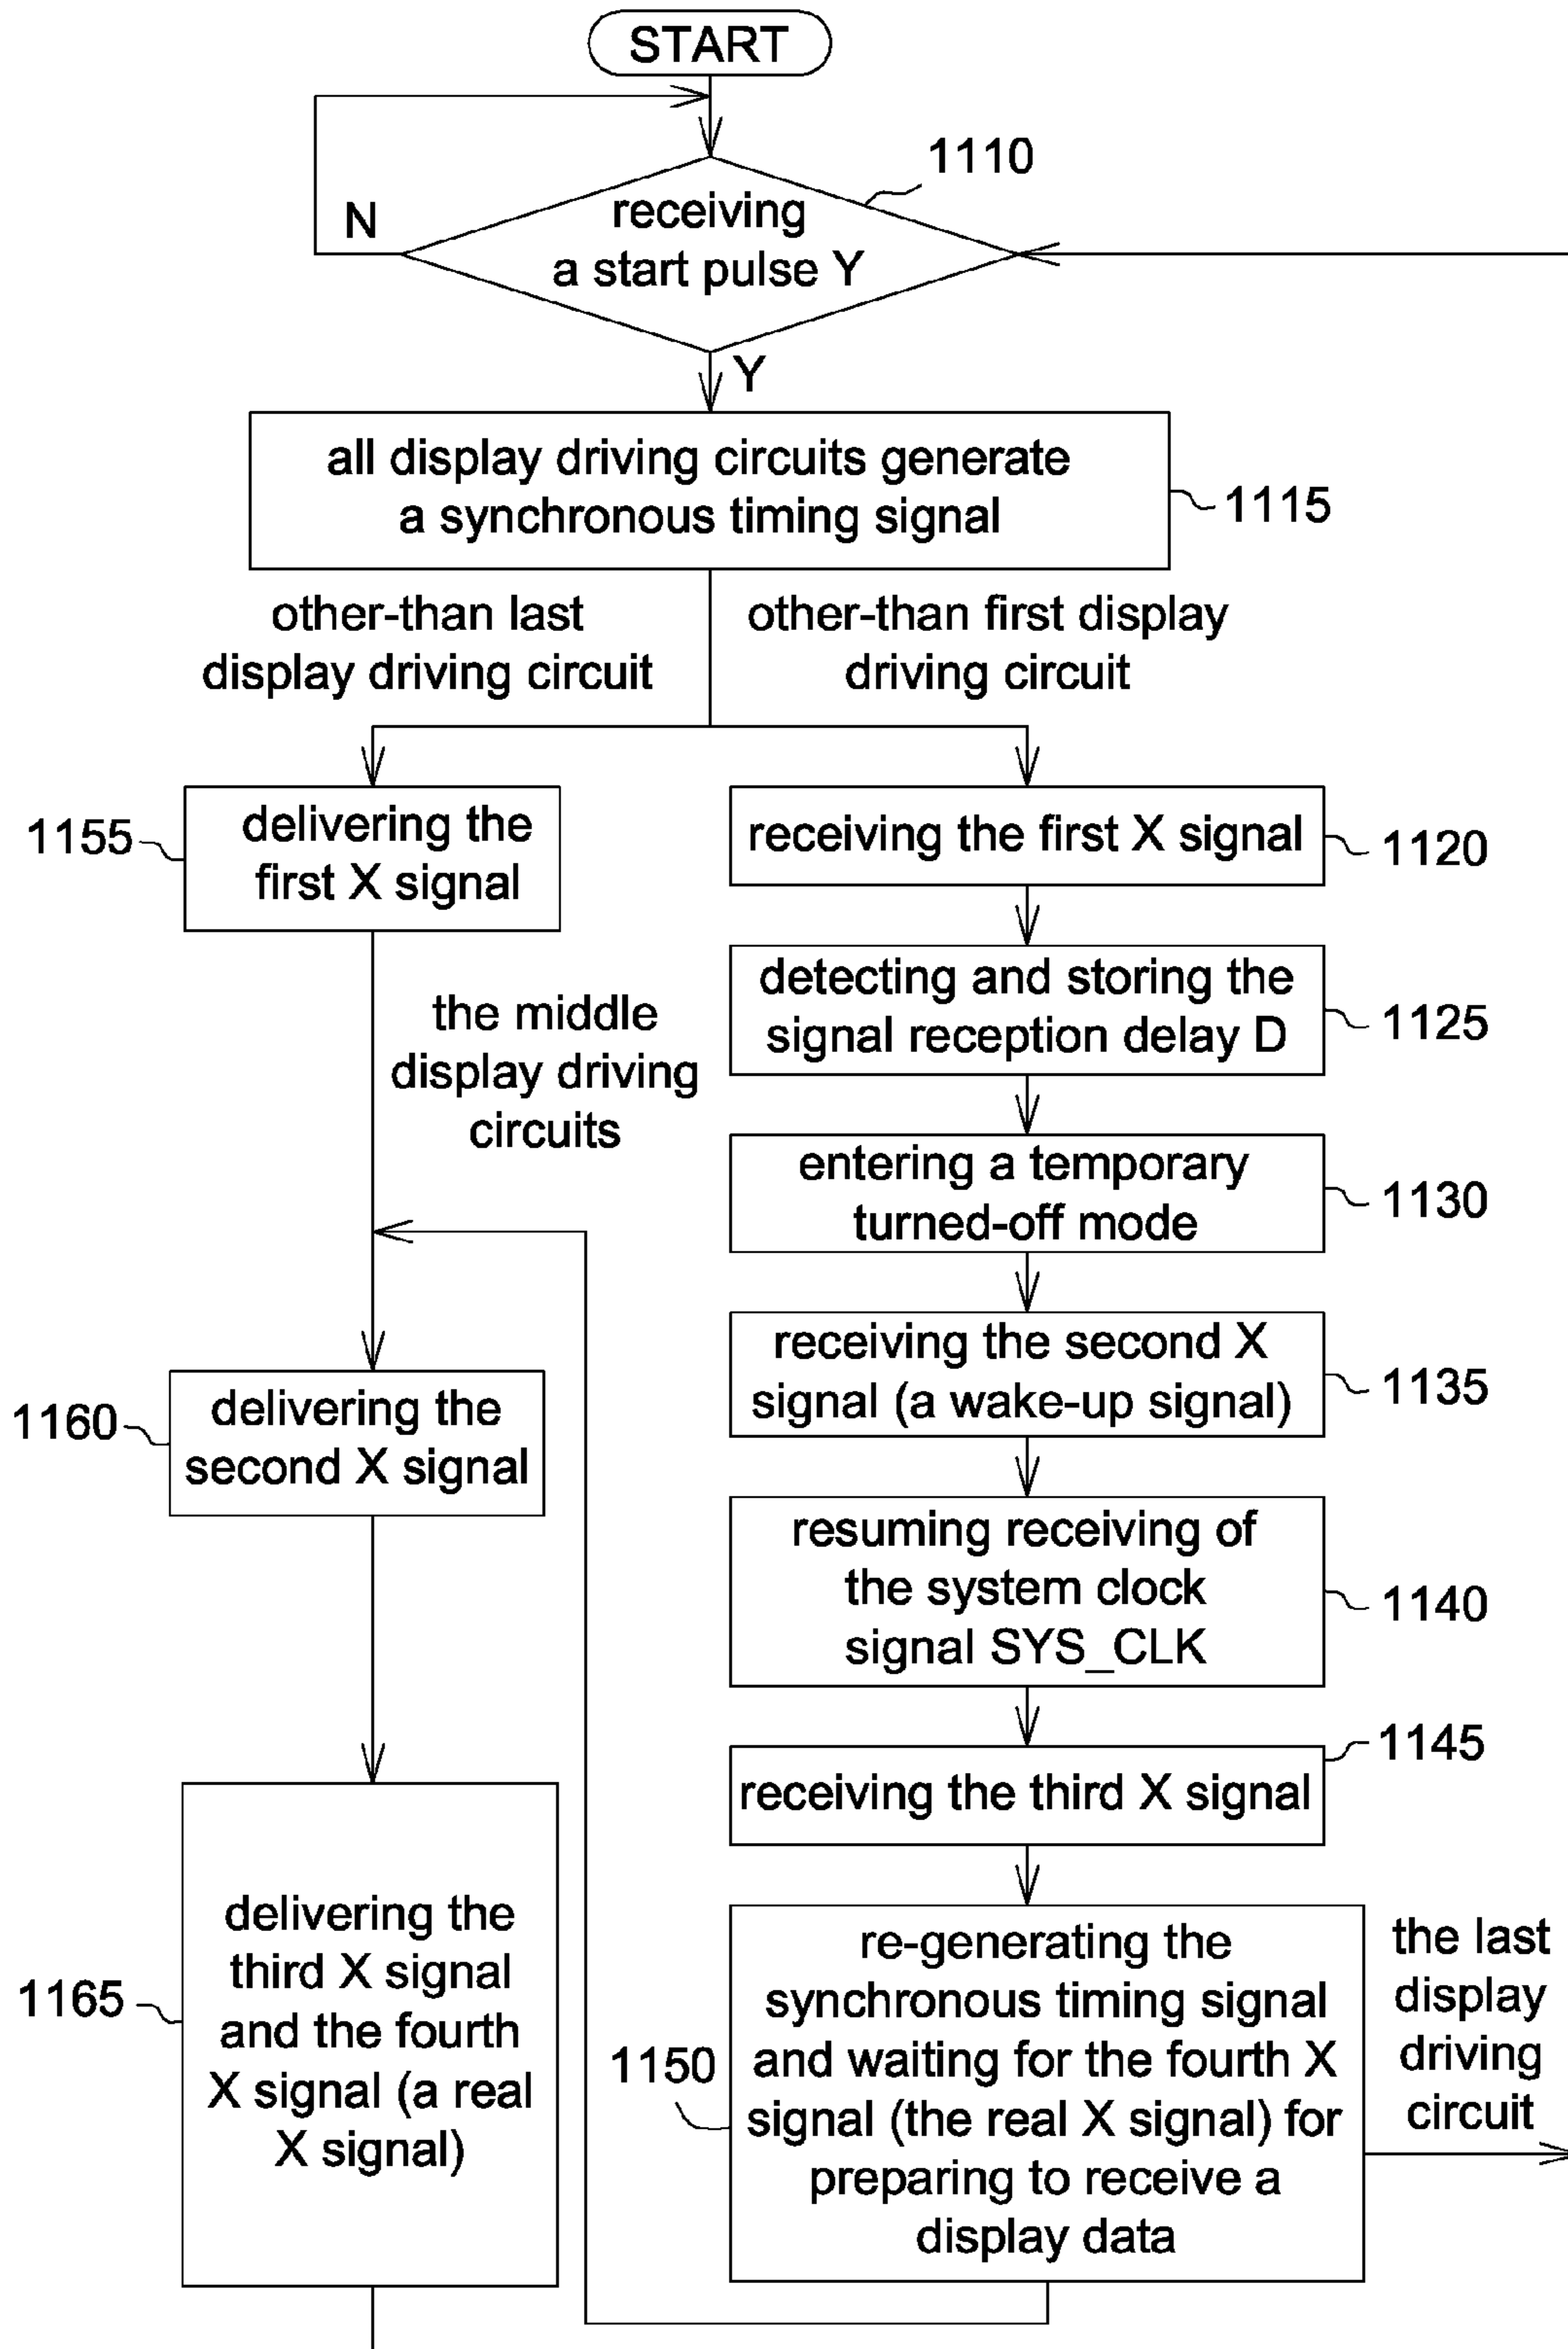 START
1110
receiving
a start pulse Y
N
Y
all display driving circuits generate
a synchronous timing signal
1115
other-than last
display driving circuit
other-than first display
driving circuit
1155
delivering the
first X signal
receiving the first X signal
1120
detecting and storing the
signal reception delay D
1125
the middle
display driving
circuits
entering a temporary
turned-off mode
1130
receiving the second X
signal (a wake-up signal)
1135
1160
delivering the
second X signal
resuming receiving of
the system clock
signal SYS_CLK
1140
1145
receiving the third X signal
1165
delivering the
third X signal
and the fourth
X signal (a real
X signal)
1150
re-generating the
synchronous timing signal
and waiting for the fourth X
signal (the real X signal) for
preparing to receive a
display data
the last
display
driving
circuit